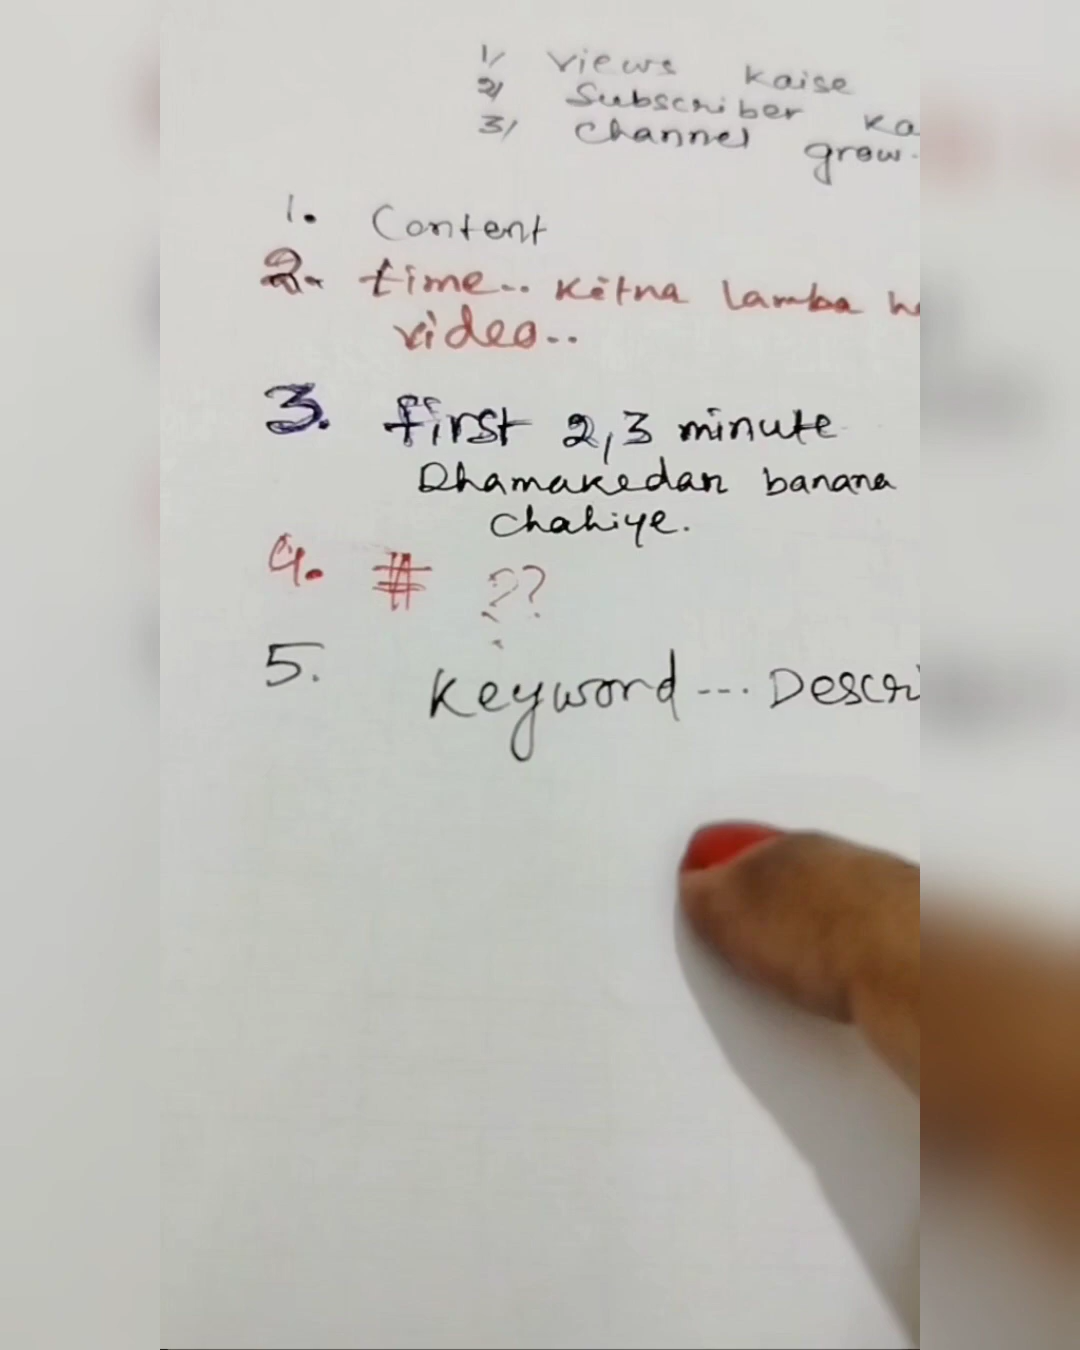 1/ views kaise
2/ Subscriber ka
3/ channel grow.
1. Content
2. time.. Kitna lamba
video..
3. first 2,3 minute
Dhamakedar banana
chahiye.
4. # ??
5. Keyword --- Descri